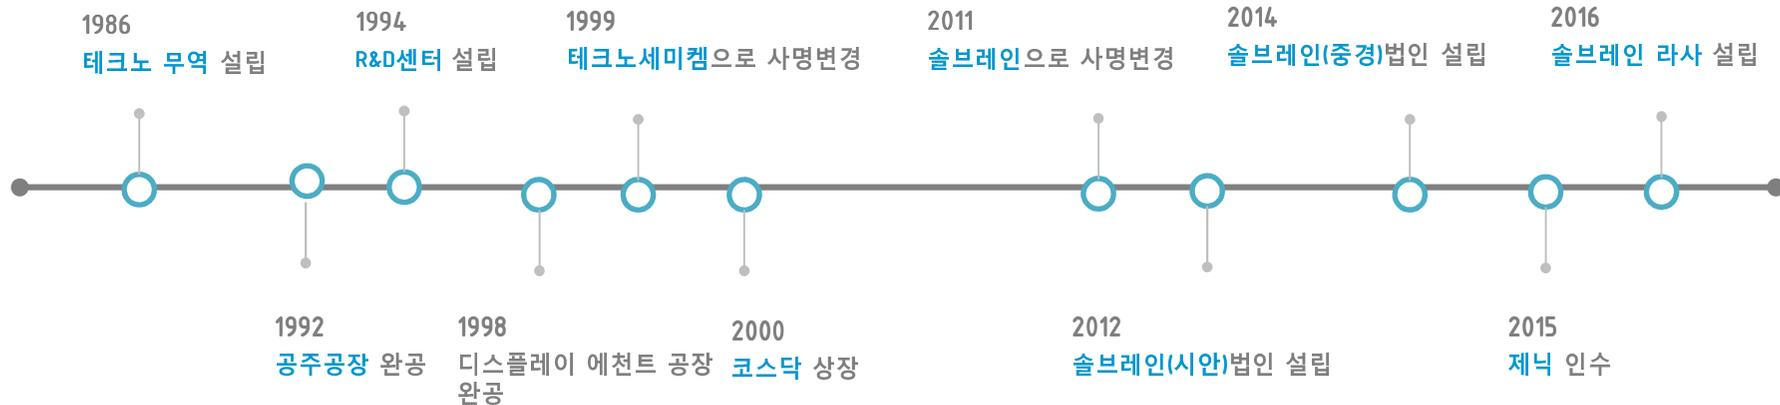 1986
테크노 무역 설립
1994
R&D센터 설립
1999
테크노세미켐으로 사명변경
2011
솔브레인으로 사명변경
2014
솔브레인(중경)법인 설립
2016
솔브레인 라사 설립
1992
공주공장 완공
1998
디스플레이 에천트 공장
완공
2000
코스닥 상장
2012
솔브레인(시안)법인 설립
2015
제닉 인수